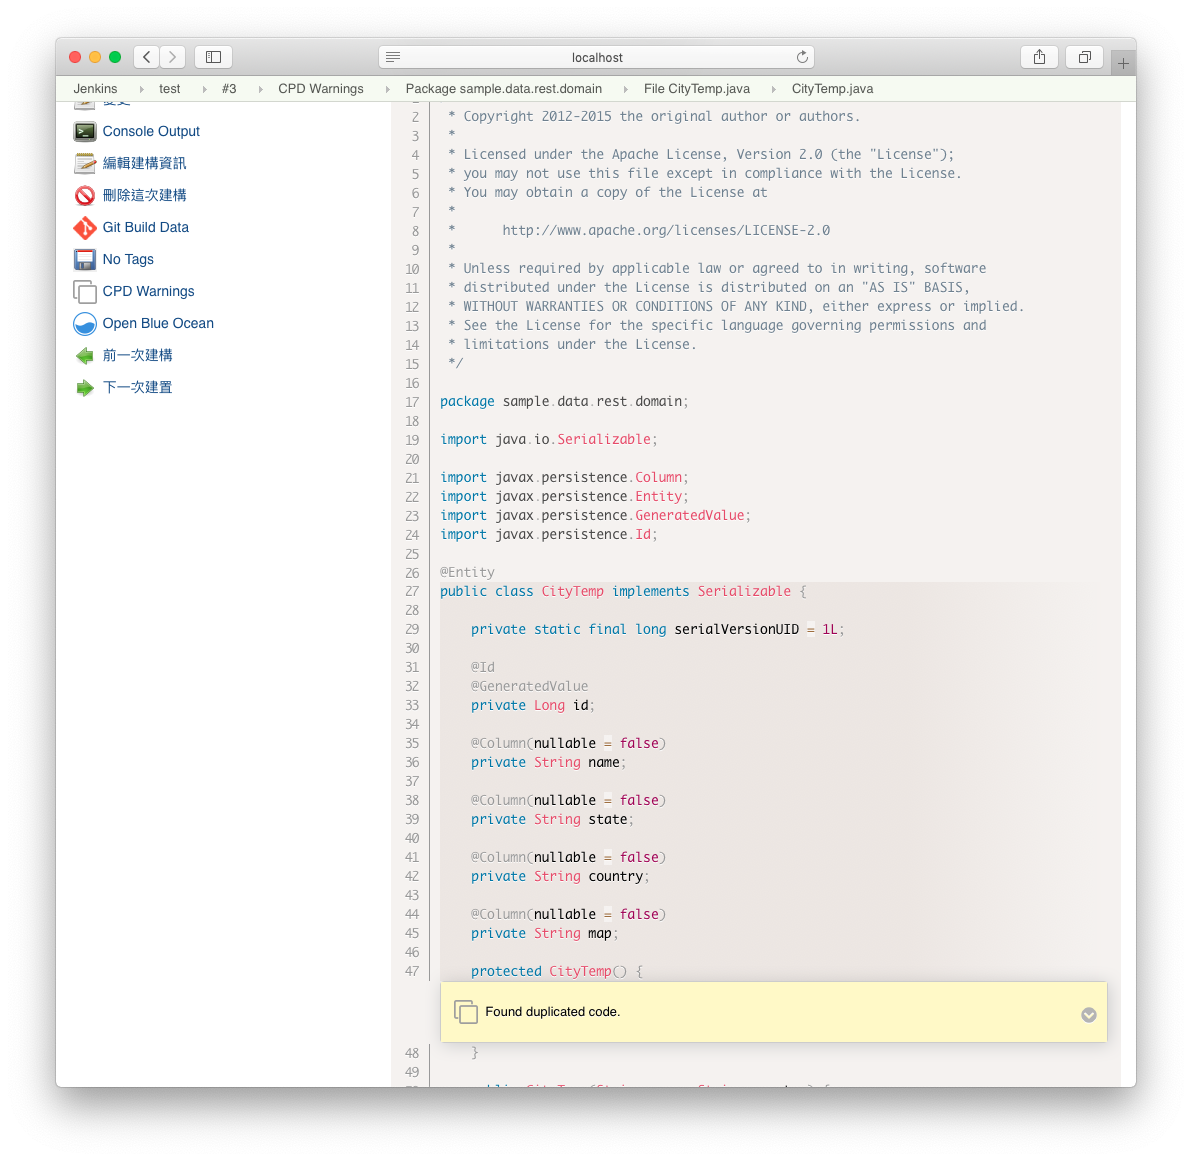 localhost
Jenkins test #3 CPD Warnings Package sample.data.rest.domain File CityTemp.java CityTemp.java
變更
Console Output
編輯建構資訊
刪除這次建構
Git Build Data
No Tags
CPD Warnings
Open Blue Ocean
前一次建構
下一次建置
2 * Copyright 2012-2015 the original author or authors.
3 *
4 * Licensed under the Apache License, Version 2.0 (the "License");
5 * you may not use this file except in compliance with the License.
6 * You may obtain a copy of the License at
7 *
8 * http://www.apache.org/licenses/LICENSE-2.0
9 *
10 * Unless required by applicable law or agreed to in writing, software
11 * distributed under the License is distributed on an "AS IS" BASIS,
12 * WITHOUT WARRANTIES OR CONDITIONS OF ANY KIND, either express or implied.
13 * See the License for the specific language governing permissions and
14 * limitations under the License.
15 */
16
17 package sample.data.rest.domain;
18
19 import java.io.Serializable;
20
21 import javax.persistence.Column;
22 import javax.persistence.Entity;
23 import javax.persistence.GeneratedValue;
24 import javax.persistence.Id;
25
26 @Entity
27 public class CityTemp implements Serializable {
28
29 private static final long serialVersionUID = 1L;
30
31 @Id
32 @GeneratedValue
33 private Long id;
34
35 @Column(nullable = false)
36 private String name;
37
38 @Column(nullable = false)
39 private String state;
40
41 @Column(nullable = false)
42 private String country;
43
44 @Column(nullable = false)
45 private String map;
46
47 protected CityTemp() {
Found duplicated code.
48 }
49